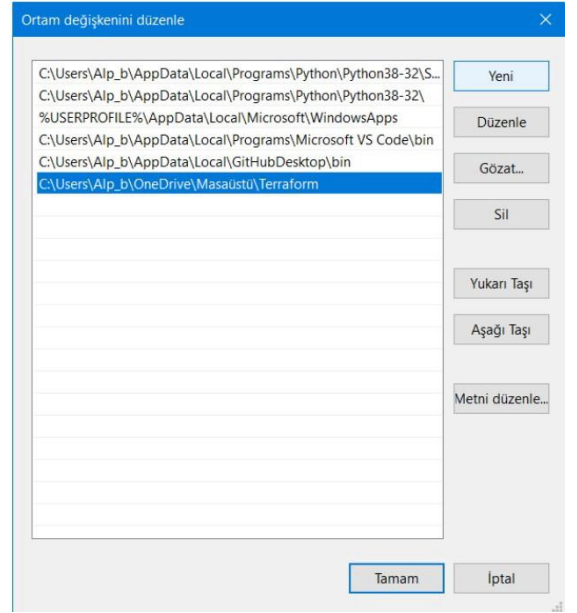 Ortam değişkenini düzenle
C:\Users\Alp_b\AppData\Local\Programs\Python\Python38-32\S...
C:\Users\Alp_b\AppData\Local\Programs\Python\Python38-32\
%USERPROFILE%\AppData\Local\Microsoft\WindowsApps
C:\Users\Alp_b\AppData\Local\Programs\Microsoft VS Code\bin
C:\Users\Alp_b\AppData\Local\GitHubDesktop\bin
C:\Users\Alp_b\OneDrive\Masaüstü\Terraform
Yeni
Düzenle
Gözat...
Sil
Yukarı Taşı
Aşağı Taşı
Metni düzenle...
Tamam
İptal